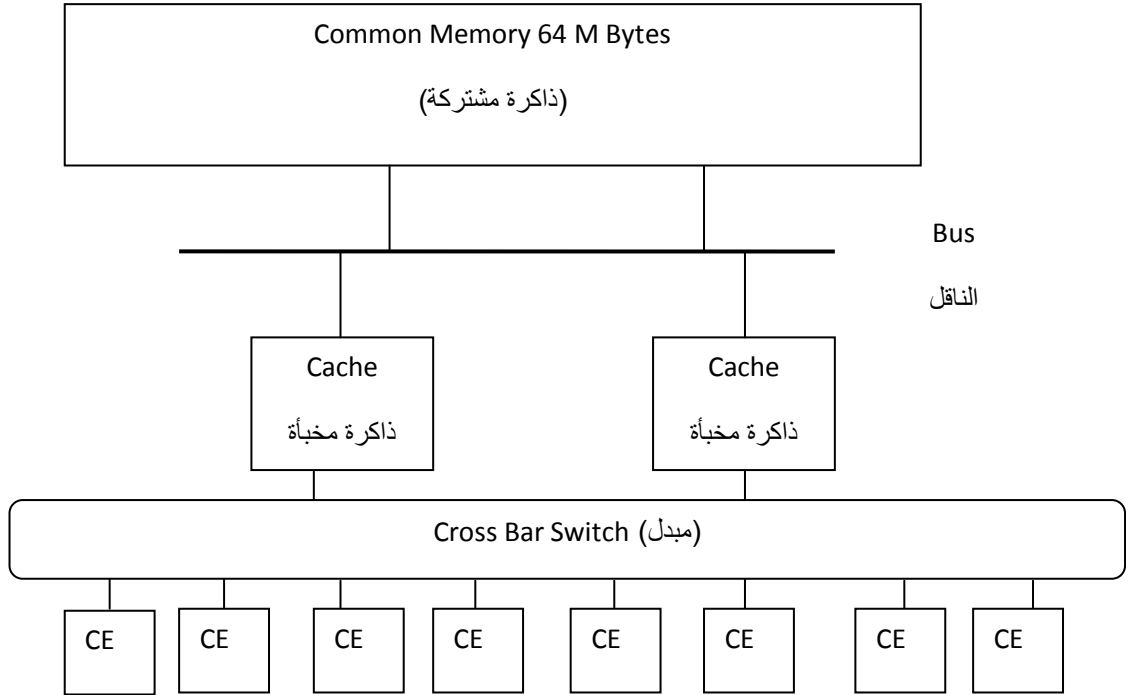 Common Memory 64 M Bytes
(ذاكرة مشتركة)
Bus
الناقل
Cache
ذاكرة مخبأة
Cache
ذاكرة مخبأة
Cross Bar Switch (مبدل)
CE
CE
CE
CE
CE
CE
CE
CE